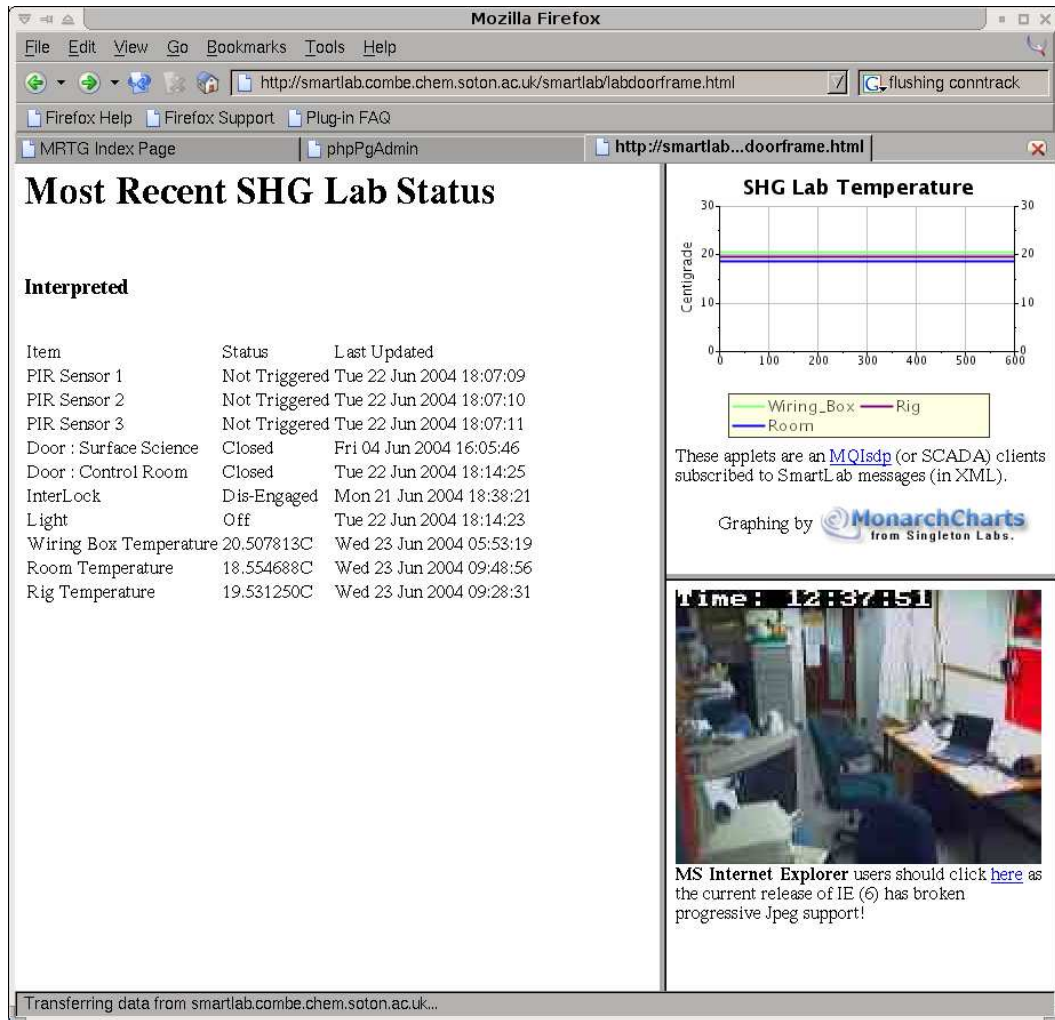 Mozilla Firefox
File Edit View Go Bookmarks Tools Help
http://smartlab.combe.chem.soton.ac.uk/smartlab/labdoorframe.html
G flushing conntrack
Firefox Help Firefox Support Plug-in FAQ
MRTG Index Page phpPgAdmin http://smartlab...doorframe.html
Most Recent SHG Lab Status
Interpreted
Item Status Last Updated
PIR Sensor 1 Not Triggered Tue 22 Jun 2004 18:07:09
PIR Sensor 2 Not Triggered Tue 22 Jun 2004 18:07:10
PIR Sensor 3 Not Triggered Tue 22 Jun 2004 18:07:11
Door : Surface Science Closed Fri 04 Jun 2004 16:05:46
Door : Control Room Closed Tue 22 Jun 2004 18:14:25
InterLock Dis-Engaged Mon 21 Jun 2004 18:38:21
Light Off Tue 22 Jun 2004 18:14:23
Wiring Box Temperature 20.507813C Wed 23 Jun 2004 05:53:19
Room Temperature 18.554688C Wed 23 Jun 2004 09:48:56
Rig Temperature 19.531250C Wed 23 Jun 2004 09:28:31
SHG Lab Temperature
30 30
20 20
Centigrade
10 10
0 0
0 100 200 300 400 500 600
Wiring_Box Rig
Room
These applets are an MQIsdp (or SCADA) clients
subscribed to SmartLab messages (in XML).
Graphing by MonarchCharts
from Singleton Labs.
Time: 12:37:51
MS Internet Explorer users should click here as
the current release of IE (6) has broken
progressive Jpeg support!
Transferring data from smartlab.combe.chem.soton.ac.uk...